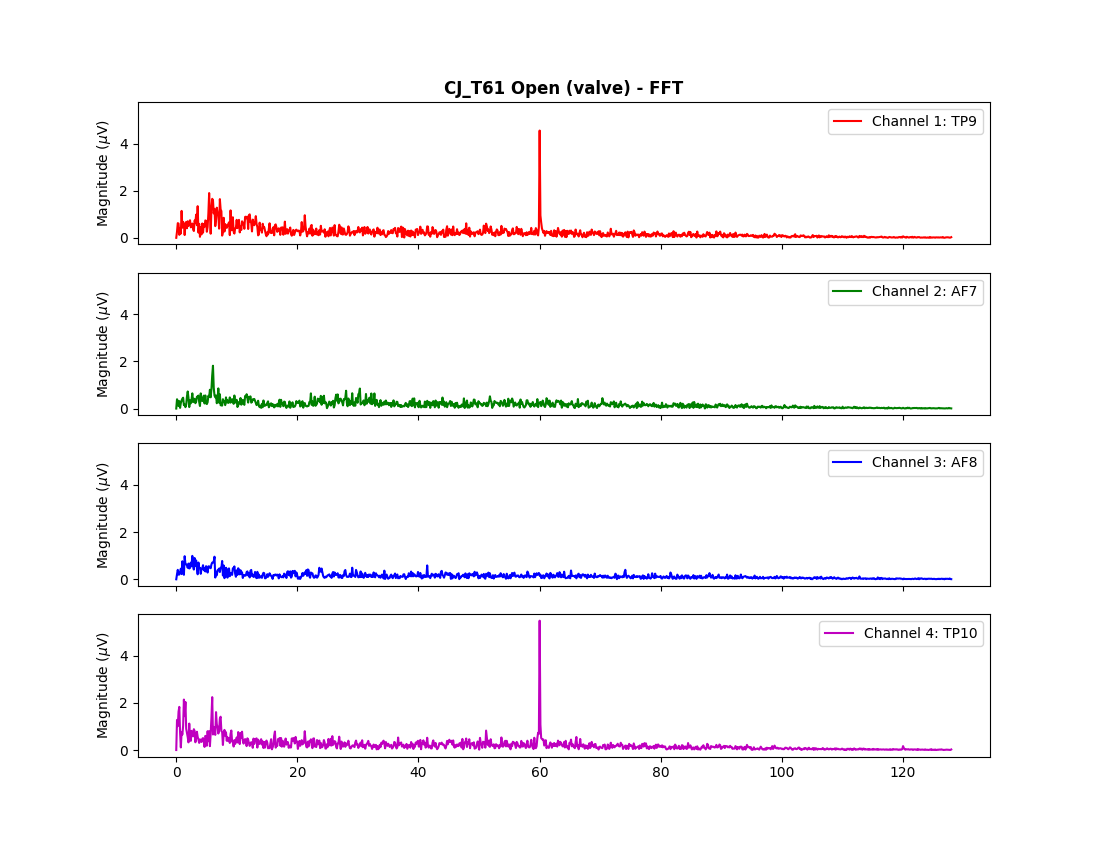 CJ_T61 Open (valve) - FFT
Magnitude (μV)
4
2
0
Channel 1: TP9
Magnitude (μV)
4
2
0
Channel 2: AF7
Magnitude (μV)
4
2
0
Channel 3: AF8
Magnitude (μV)
4
2
0
Channel 4: TP10
0 20 40 60 80 100 120